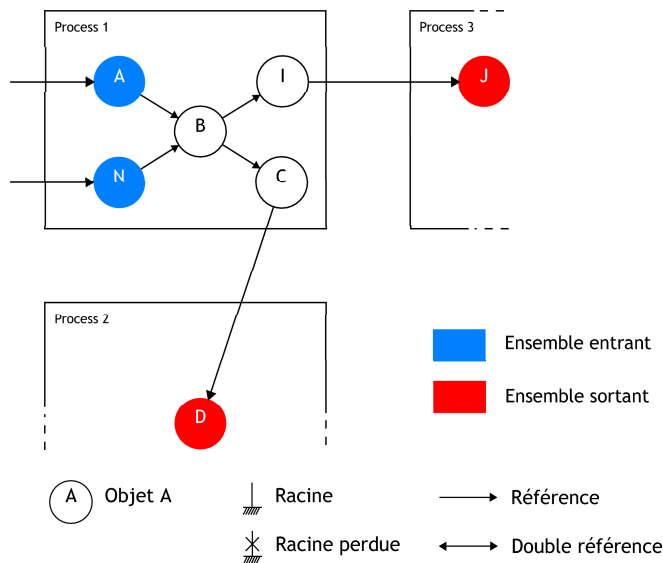 Process 1
Process 3
A
I
J
B
N
C
Process 2
Ensemble entrant
Ensemble sortant
D
A
Objet A
Racine
Référence
Racine perdue
Double référence